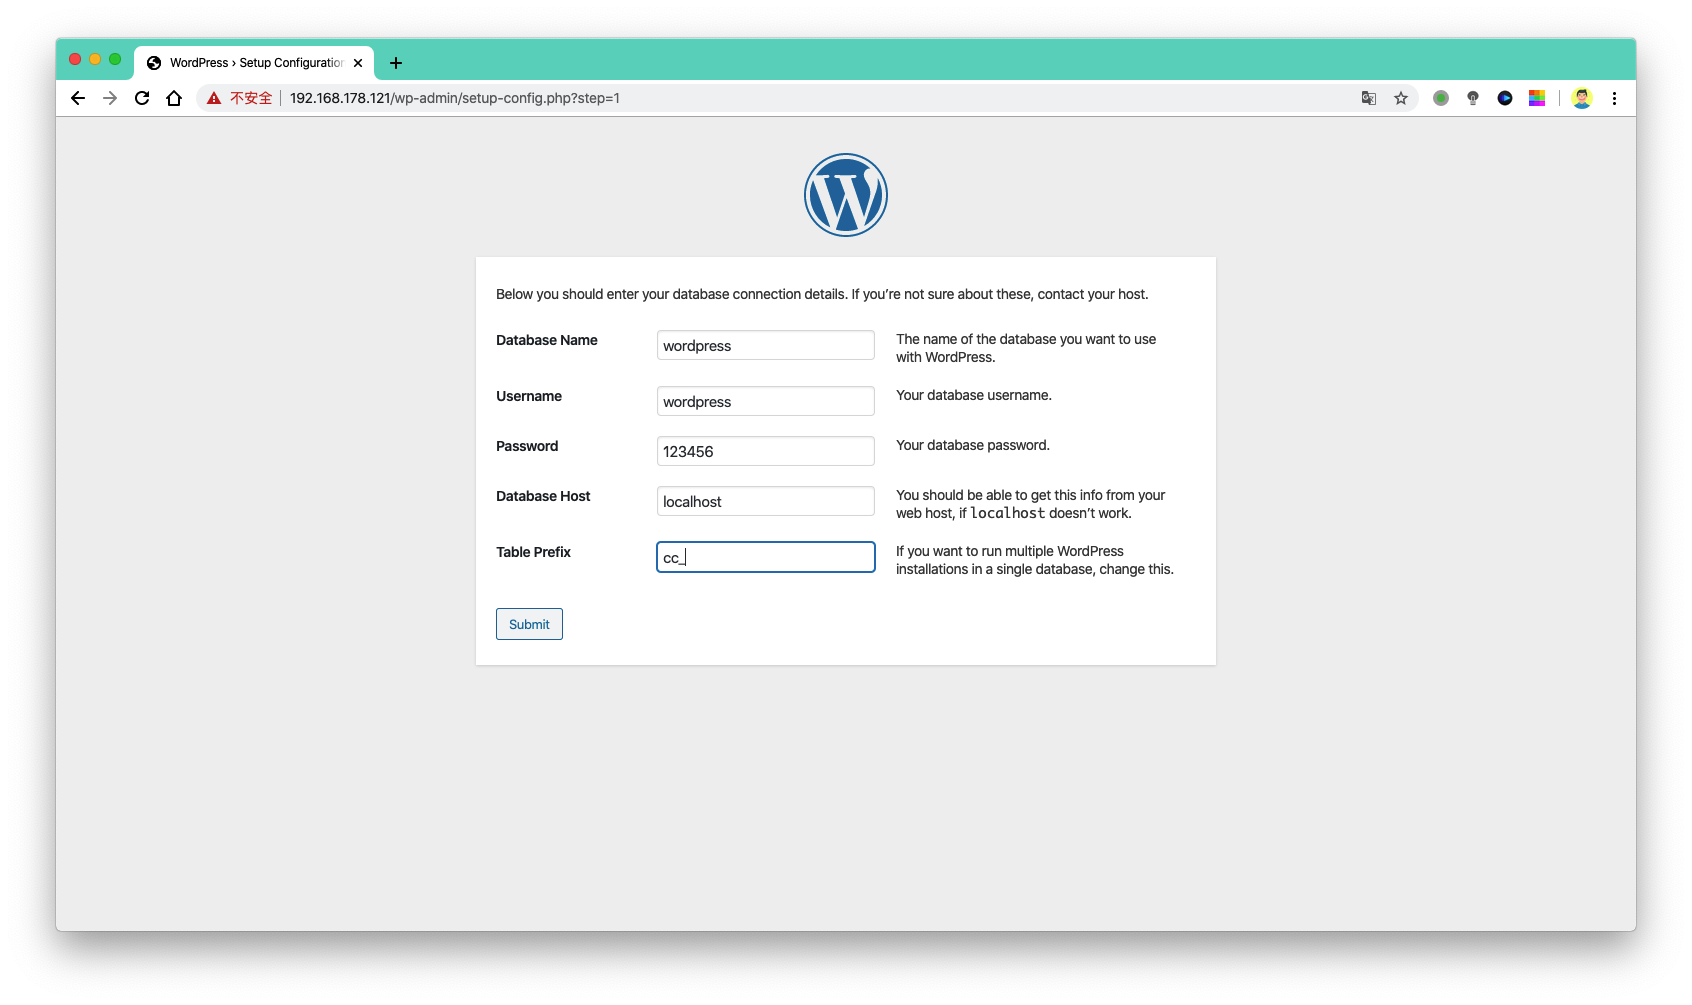 WordPress › Setup Configuration
不安全
192.168.178.121/wp-admin/setup-config.php?step=1
Below you should enter your database connection details. If you’re not sure about these, contact your host.
Database Name
wordpress
The name of the database you want to use
with WordPress.
Username
wordpress
Your database username.
Password
123456
Your database password.
Database Host
localhost
You should be able to get this info from your
web host, if localhost doesn’t work.
Table Prefix
cc_
If you want to run multiple WordPress
installations in a single database, change this.
Submit